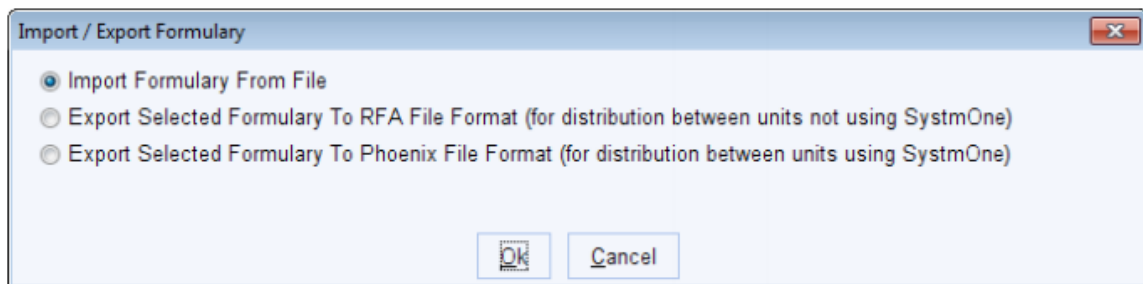 Import / Export Formulary
Import Formulary From File
Export Selected Formulary To RFA File Format (for distribution between units not using SystmOne)
Export Selected Formulary To Phoenix File Format (for distribution between units using SystmOne)
Ok Cancel